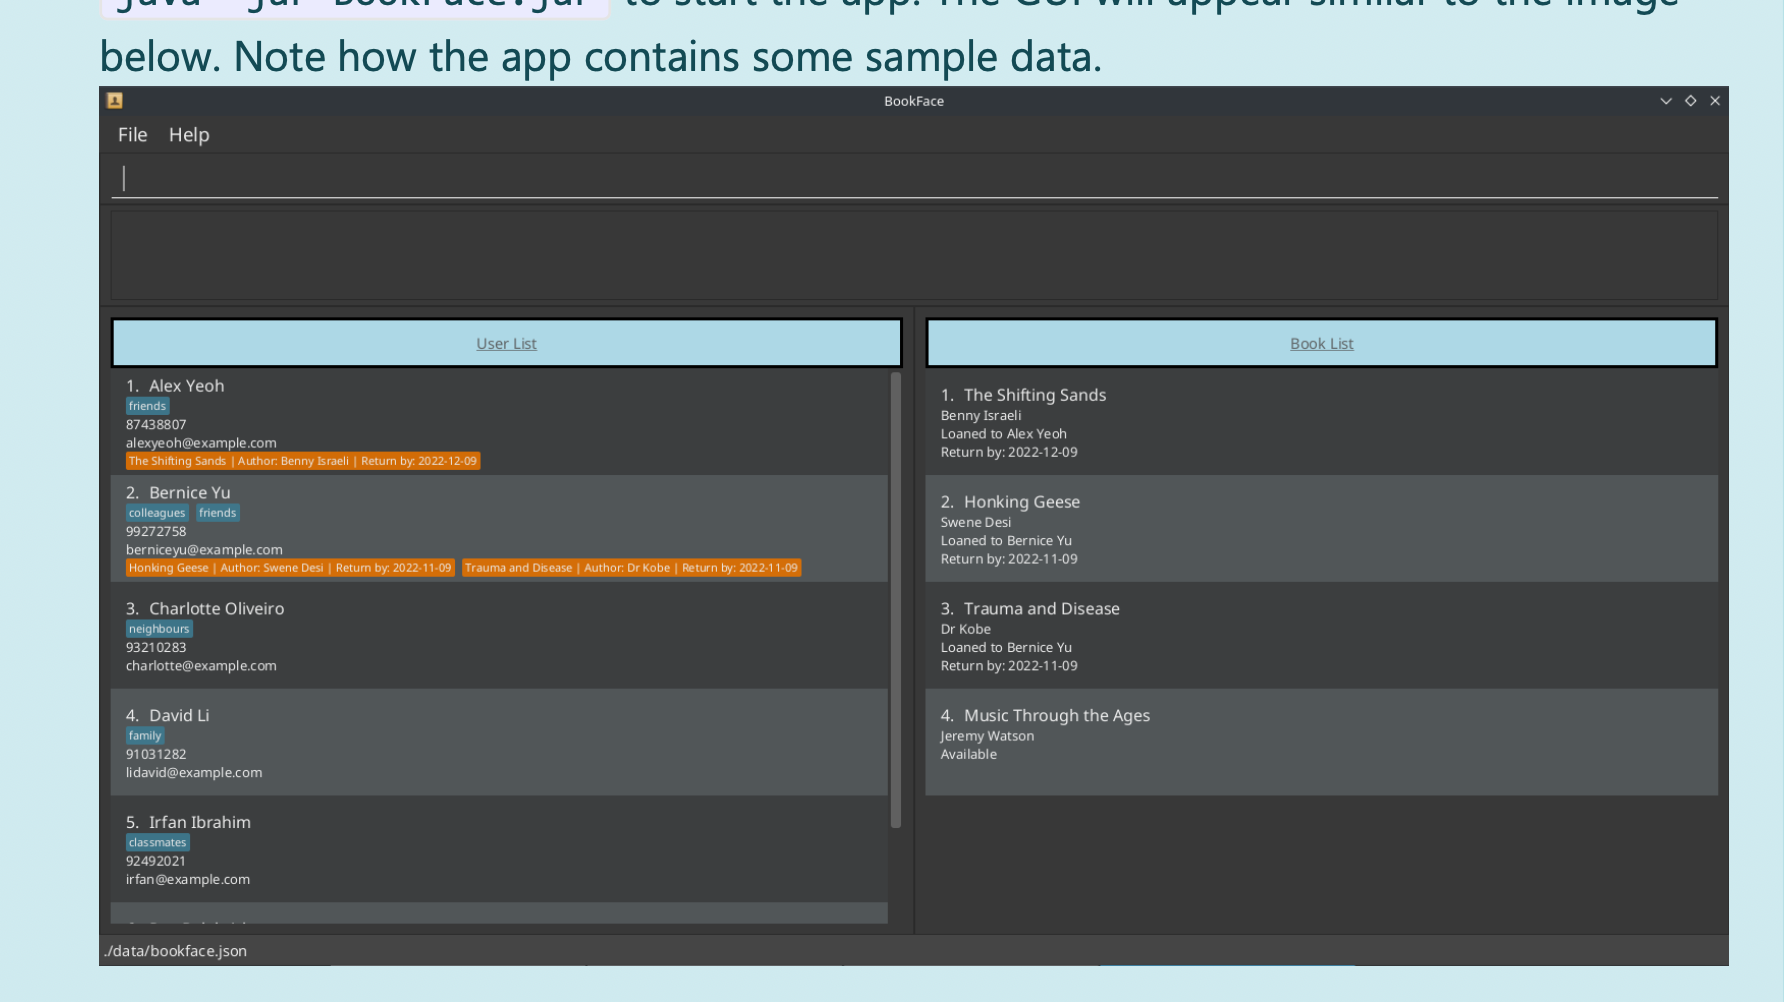 java -jar BookFace.jar to start the app. The GUI will appear similar to the image
below. Note how the app contains some sample data.
BookFace
File Help
User List
1. Alex Yeoh
friends
87438807
alexyeoh@example.com
The Shifting Sands | Author: Benny Israeli | Return by: 2022-12-09
2. Bernice Yu
colleagues friends
99272758
berniceyu@example.com
Honking Geese | Author: Swene Desi | Return by: 2022-11-09 Trauma and Disease | Author: Dr Kobe | Return by: 2022-11-09
3. Charlotte Oliveiro
neighbours
93210283
charlotte@example.com
4. David Li
family
91031282
lidavid@example.com
5. Irfan Ibrahim
classmates
92492021
irfan@example.com
Book List
1. The Shifting Sands
Benny Israeli
Loaned to Alex Yeoh
Return by: 2022-12-09
2. Honking Geese
Swene Desi
Loaned to Bernice Yu
Return by: 2022-11-09
3. Trauma and Disease
Dr Kobe
Loaned to Bernice Yu
Return by: 2022-11-09
4. Music Through the Ages
Jeremy Watson
Available
./data/bookface.json